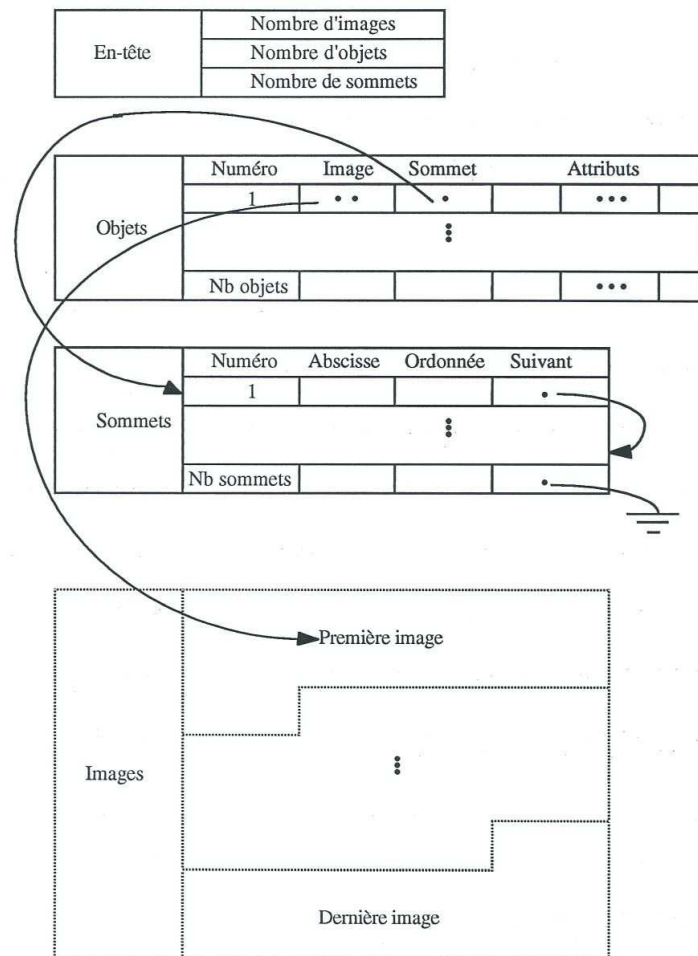 Nombre d'images
En-tête
Nombre d'objets
Nombre de sommets
Numéro Image Sommet Attributs
1
Objets
Nb objets
Numéro Abscisse Ordonnée Suivant
1
Sommets
Nb sommets
Première image
Images
Dernière image